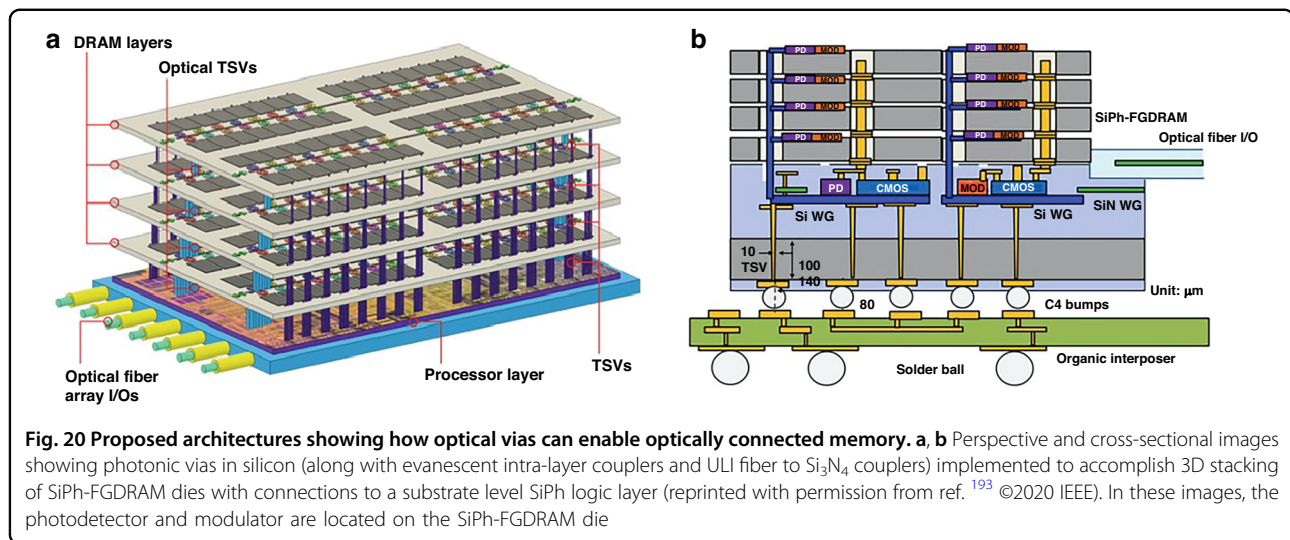 a
DRAM layers
Optical TSVs
Optical fiber
array I/Os
Processor layer
TSVs
b
PD MOD PD MOD
PD MOD PD MOD
PD MOD PD MOD
PD MOD PD MOD
SiPh-FGDRAM
Optical fiber I/O
PD CMOS MOD CMOS
Si WG Si WG SiN WG
10
TSV 100
140
80
C4 bumps
Unit: μm
Organic interposer
Solder ball
Fig. 20 Proposed architectures showing how optical vias can enable optically connected memory. a, b Perspective and cross-sectional images
showing photonic vias in silicon (along with evanescent intra-layer couplers and ULI fiber to Si₃N₄ couplers) implemented to accomplish 3D stacking
of SiPh-FGDRAM dies with connections to a substrate level SiPh logic layer (reprinted with permission from ref. ¹⁹³ ©2020 IEEE). In these images, the
photodetector and modulator are located on the SiPh-FGDRAM die